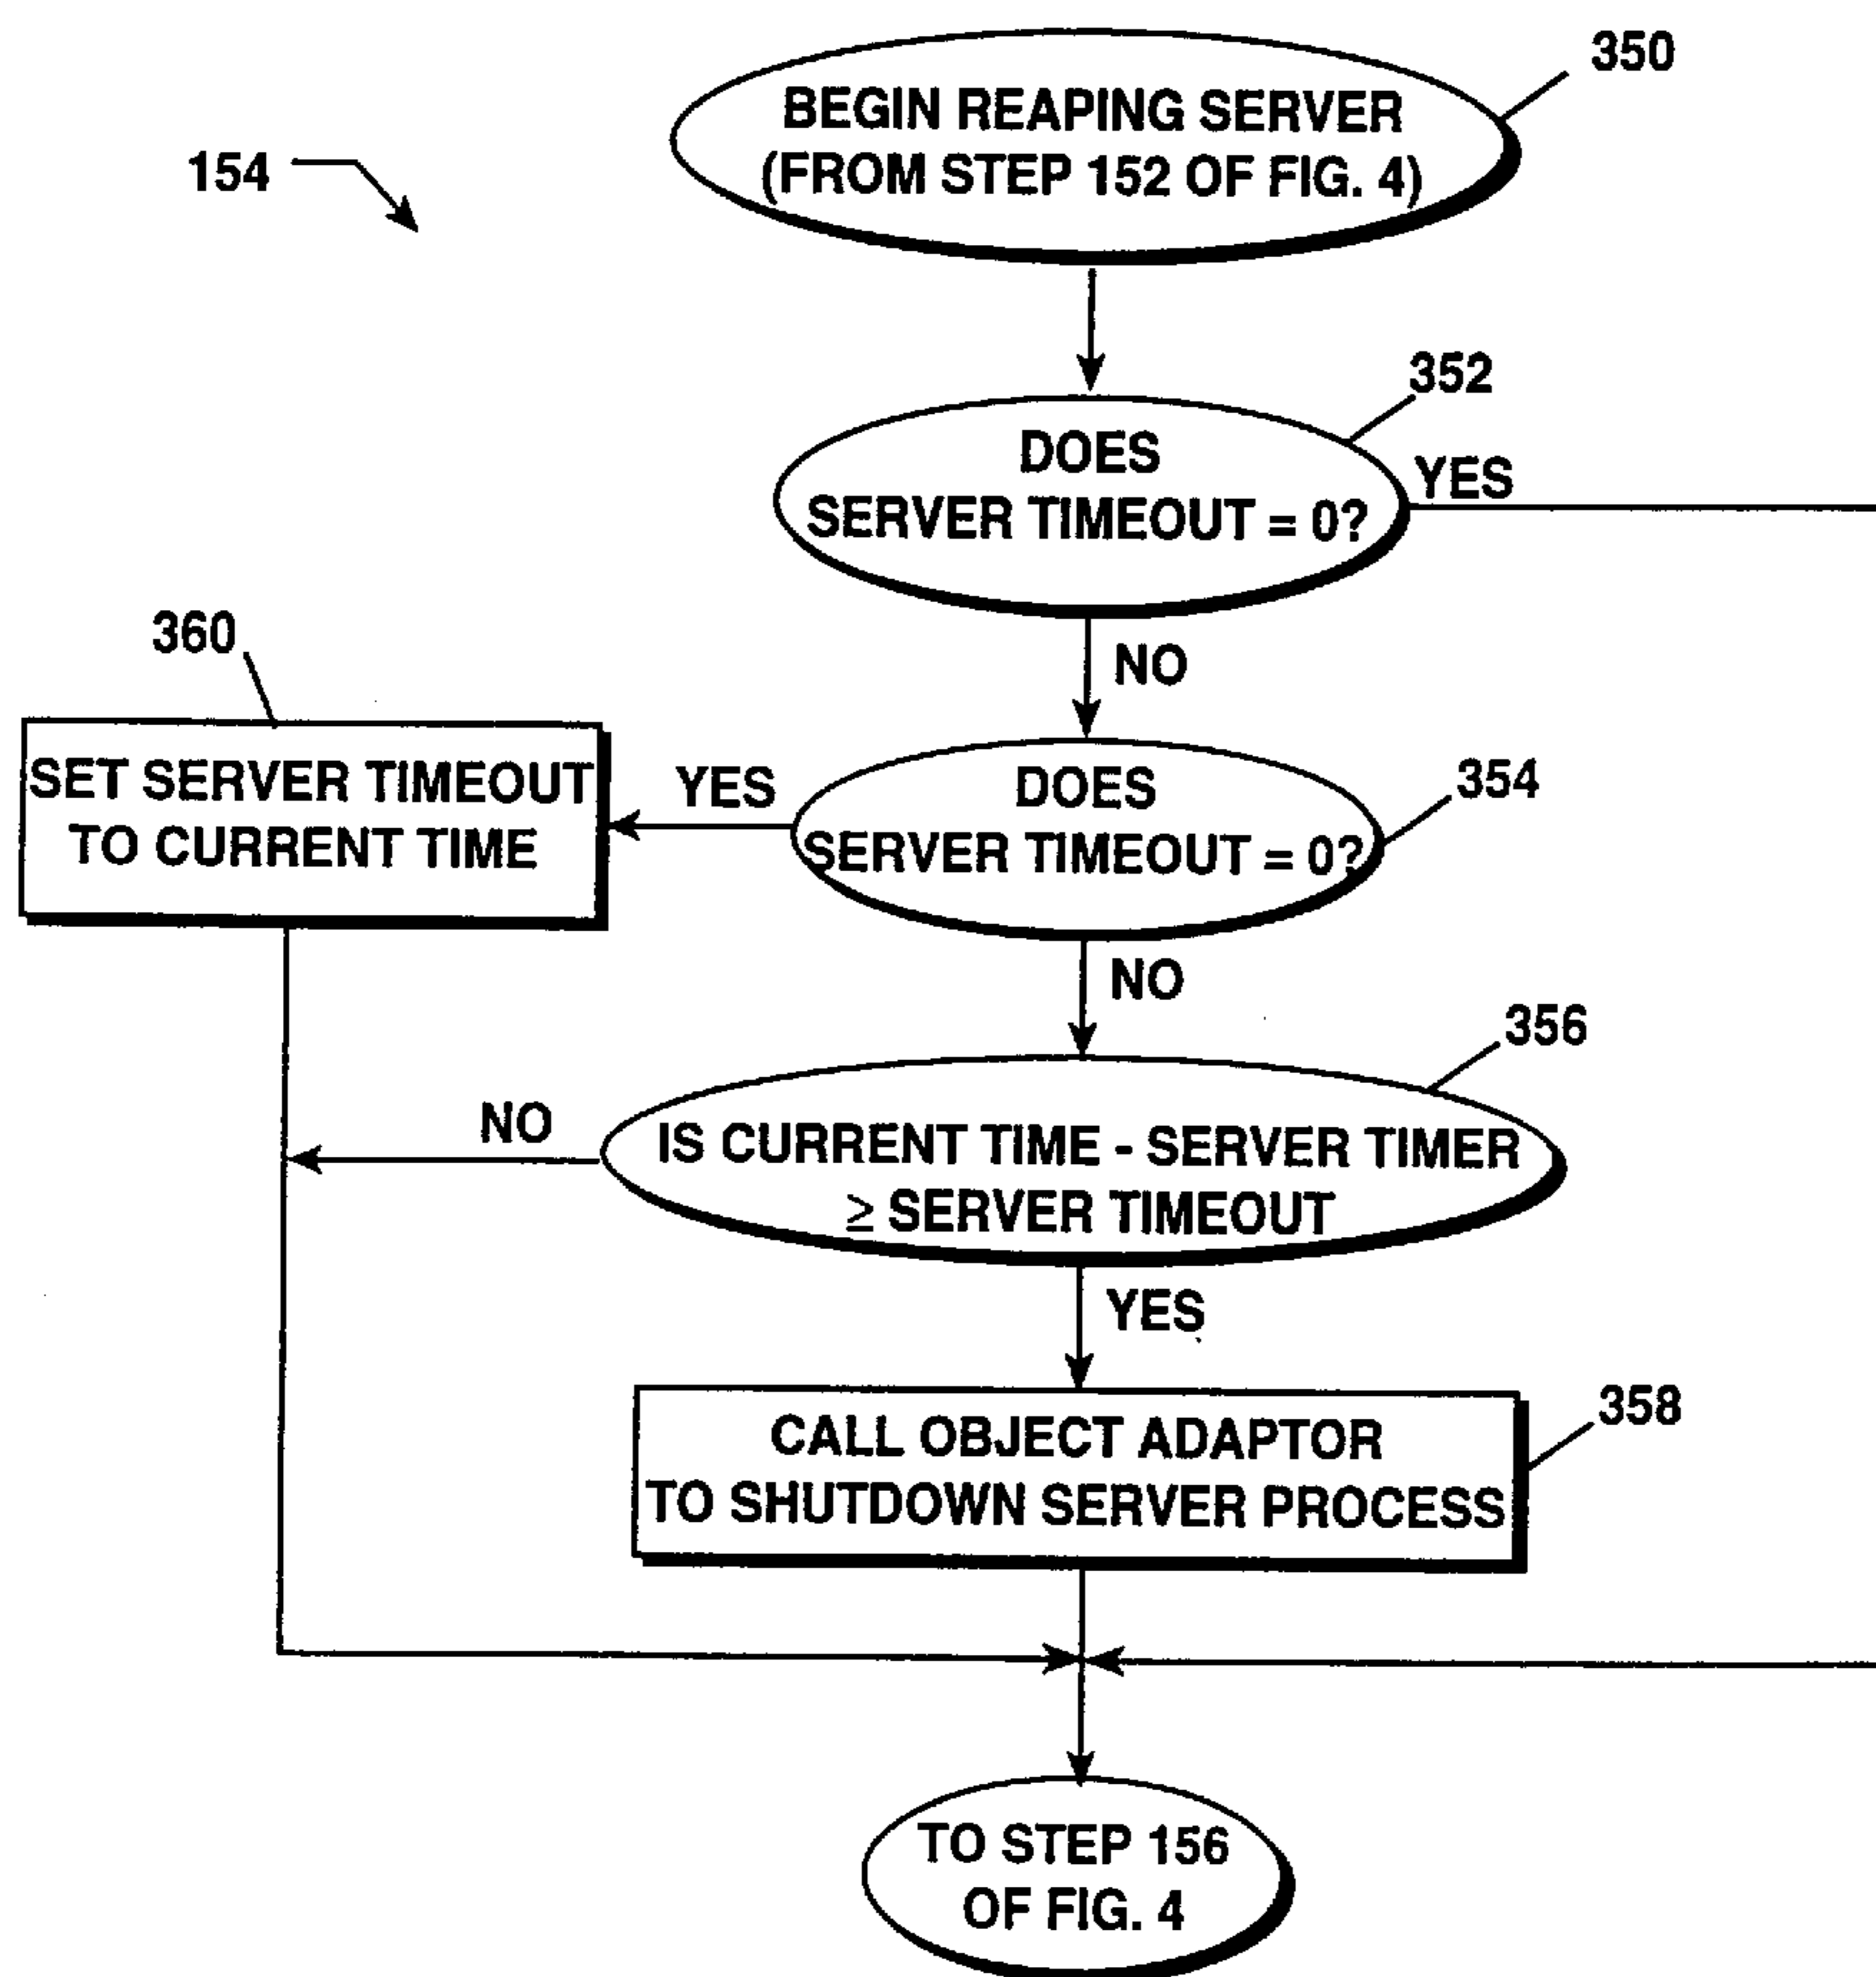 350
BEGIN REAPING SERVER
(FROM STEP 152 OF FIG. 4)
154
352
DOES
SERVER TIMEOUT = 0?
YES
NO
360
SET SERVER TIMEOUT
TO CURRENT TIME
YES
DOES
SERVER TIMEOUT = 0?
354
NO
356
NO
IS CURRENT TIME - SERVER TIMER
≥ SERVER TIMEOUT
YES
358
CALL OBJECT ADAPTOR
TO SHUTDOWN SERVER PROCESS
TO STEP 156
OF FIG. 4